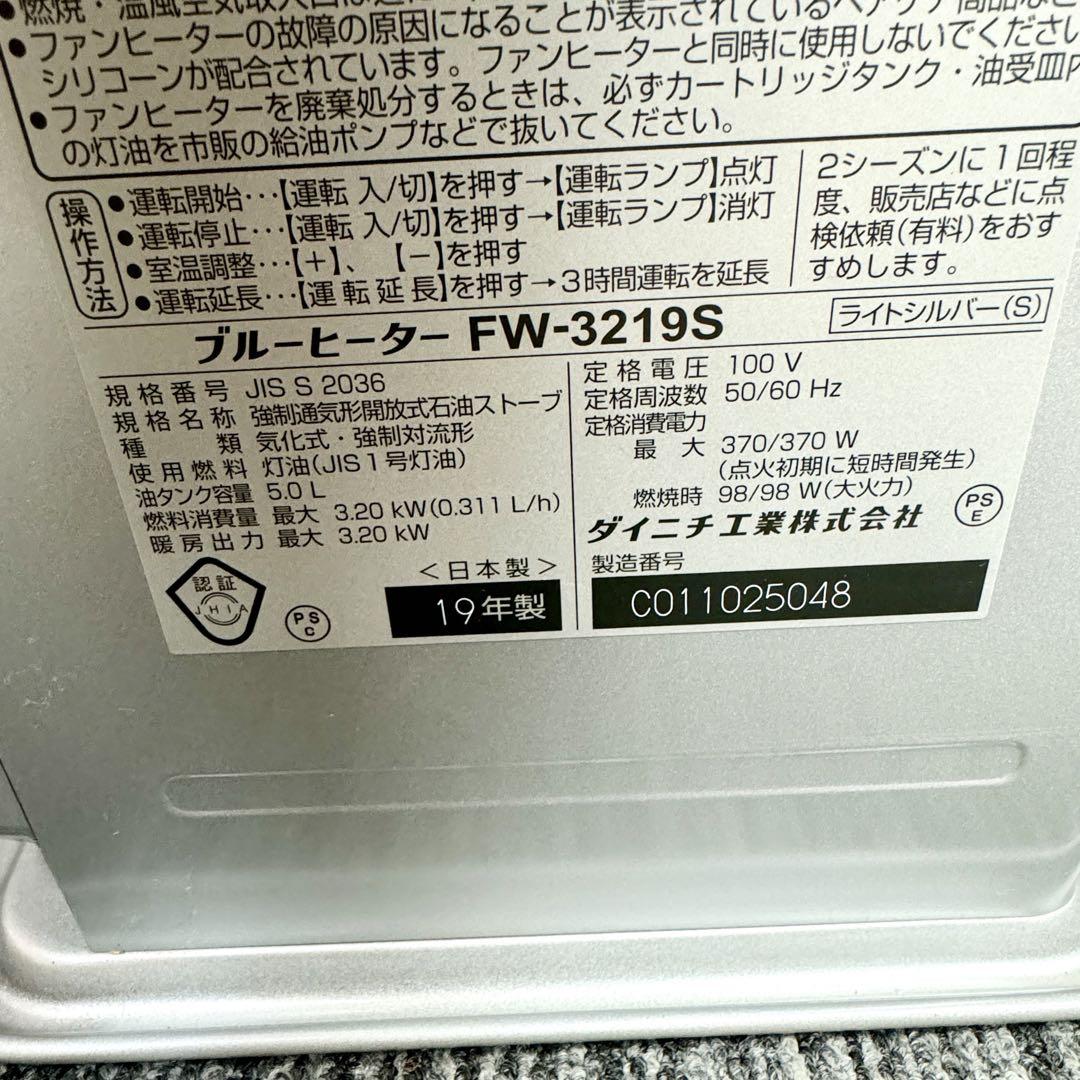 燃焼・温風空気取入口は
●ファンヒーターの故障の原因になることが表示されているヘアケア商品など
シリコーンが配合されています。ファンヒーターと同時に使用しないでください
●ファンヒーターを廃棄処分するときは、必ずカートリッジタンク・油受皿内
の灯油を市販の給油ポンプなどで抜いてください。
操作方法
●運転開始…【運転 入/切】を押す→【運転ランプ】点灯
●運転停止…【運転 入/切】を押す→【運転ランプ】消灯
●室温調整…【+】、【−】を押す
●運転延長…【運転延長】を押す→3時間運転を延長
2シーズンに1回程
度、販売店などに点
検依頼(有料)をおす
すめします。
ブルーヒーター FW-3219S
ライトシルバー(S)
規格番号 JIS S 2036
規格名称 強制通気形開放式石油ストーブ
種類 気化式・強制対流形
使用燃料 灯油(JIS1号灯油)
油タンク容量 5.0 L
燃料消費量 最大 3.20 kW(0.311 L/h)
暖房出力 最大 3.20 kW
定格電圧 100 V
定格周波数 50/60 Hz
定格消費電力
最大 370/370 W
(点火初期に短時間発生)
燃焼時 98/98 W(大火力)
ダイニチ工業株式会社
PS
E
認証
JHIA
PS
C
<日本製>
19年製
製造番号
C011025048